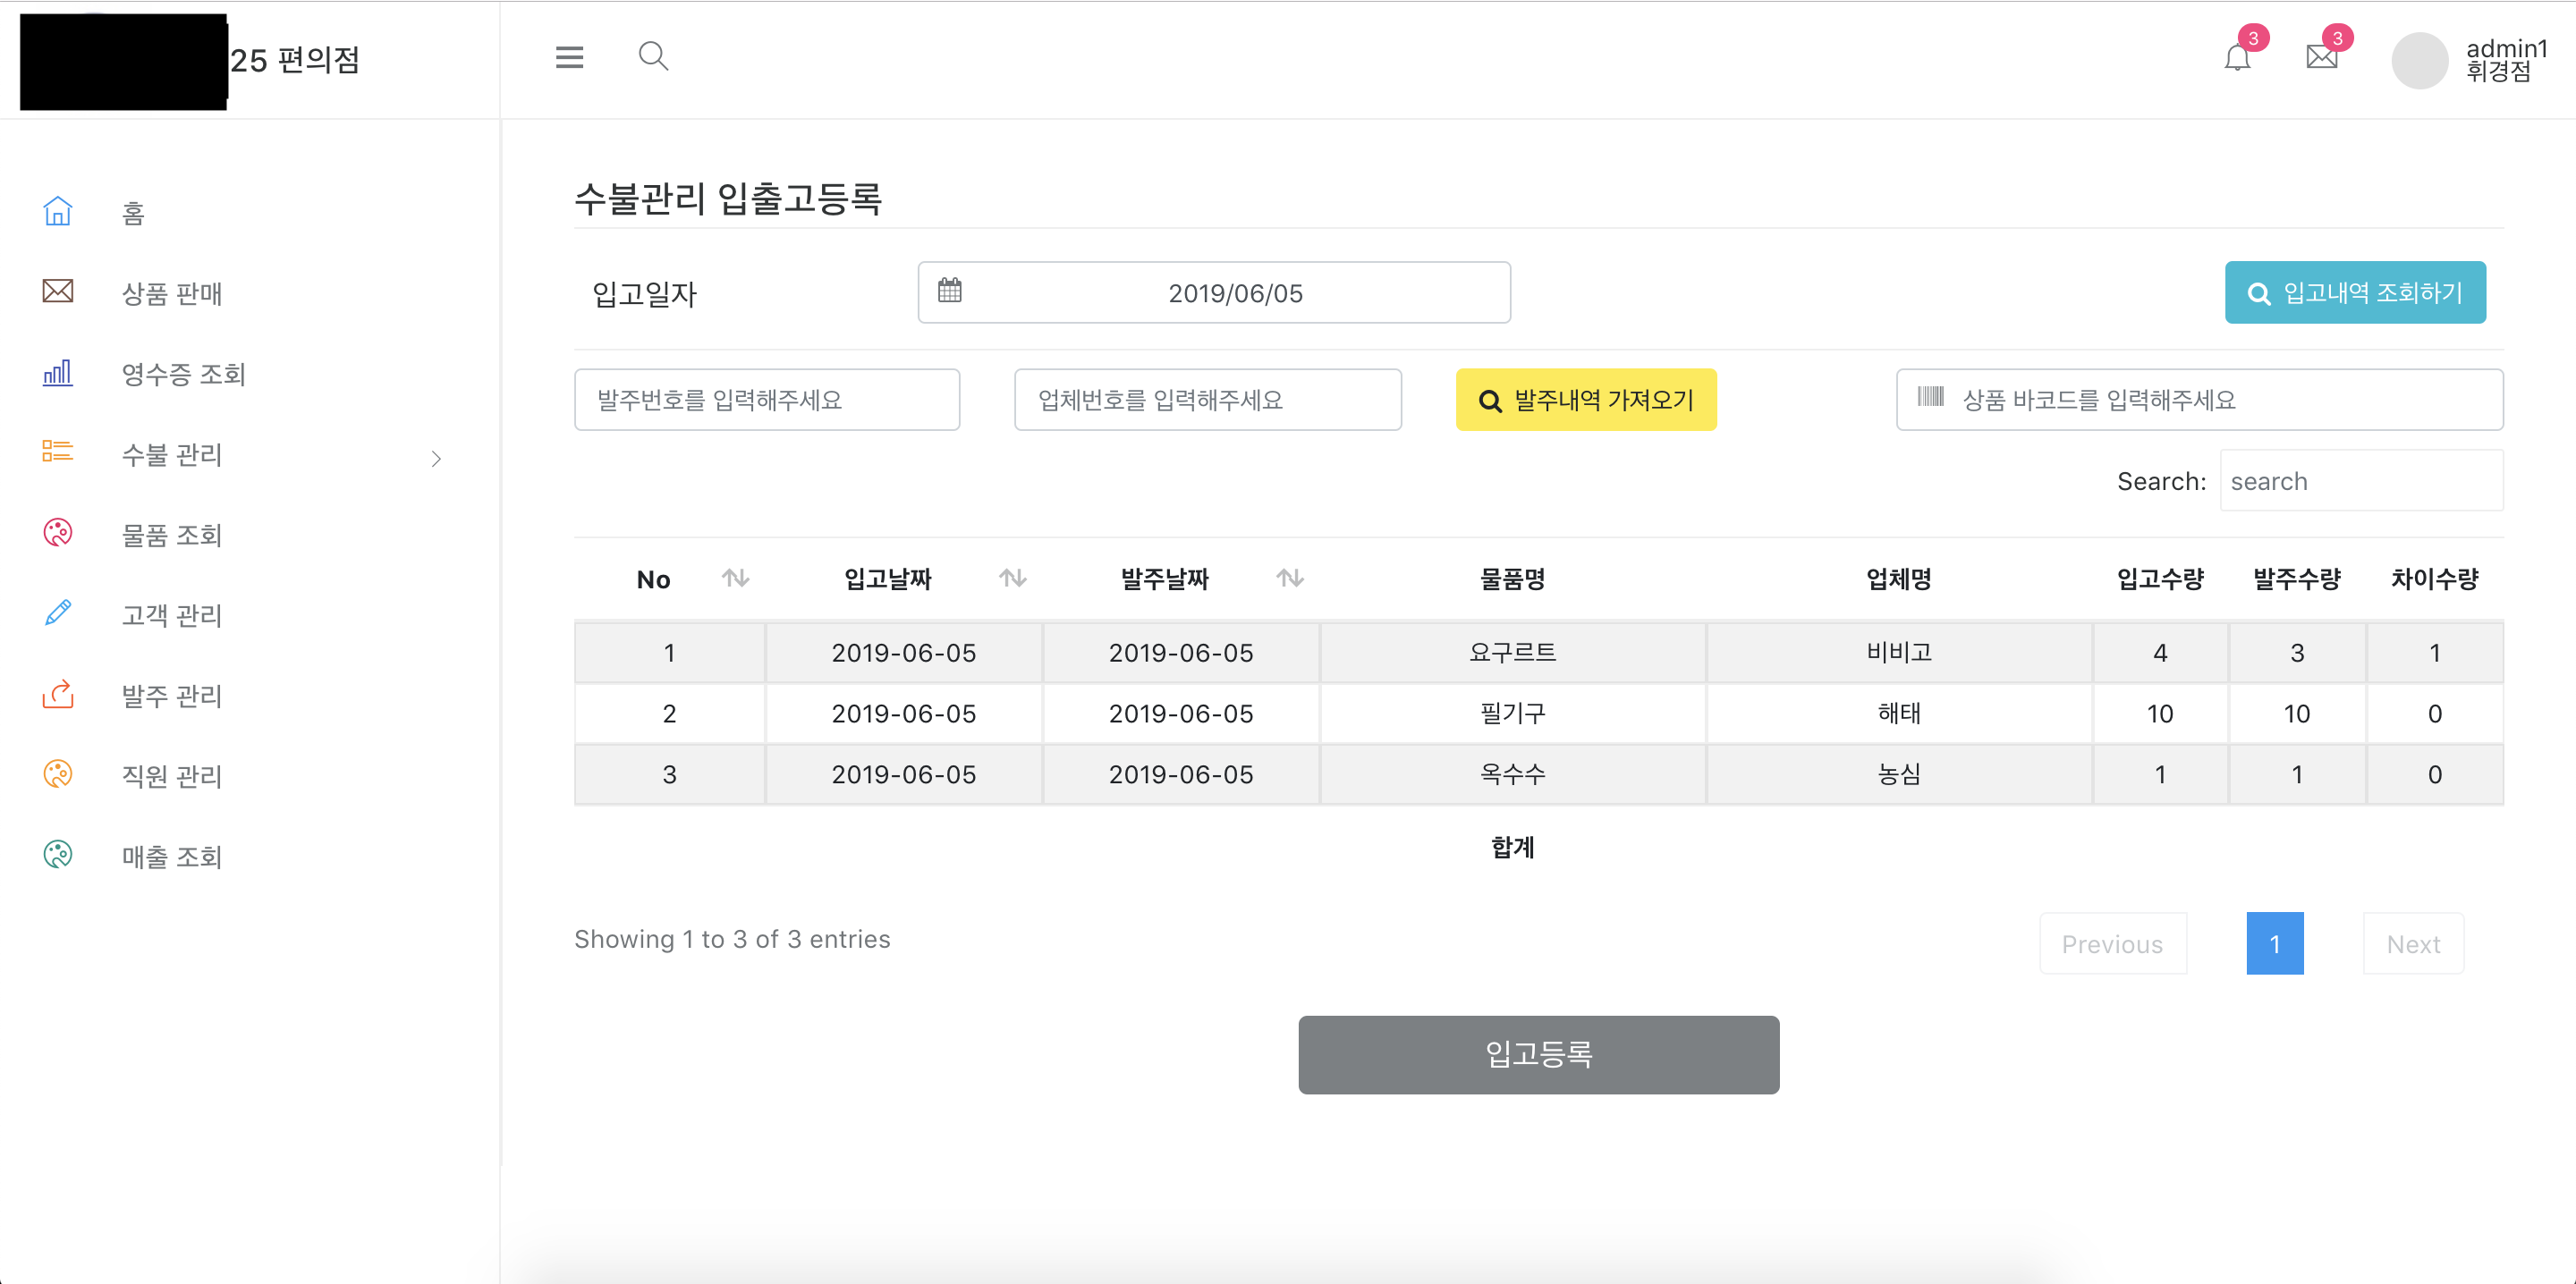 25 편의점
3
3
admin1
휘경점
홈
상품 판매
영수증 조회
수불 관리
물품 조회
고객 관리
발주 관리
직원 관리
매출 조회
수불관리 입출고등록
입고일자
2019/06/05
입고내역 조회하기
발주번호를 입력해주세요
업체번호를 입력해주세요
발주내역 가져오기
상품 바코드를 입력해주세요
Search: search
No 입고날짜 발주날짜 물품명 업체명 입고수량 발주수량 차이수량
1 2019-06-05 2019-06-05 요구르트 비비고 4 3 1
2 2019-06-05 2019-06-05 필기구 해태 10 10 0
3 2019-06-05 2019-06-05 옥수수 농심 1 1 0
합계
Showing 1 to 3 of 3 entries
Previous 1 Next
입고등록